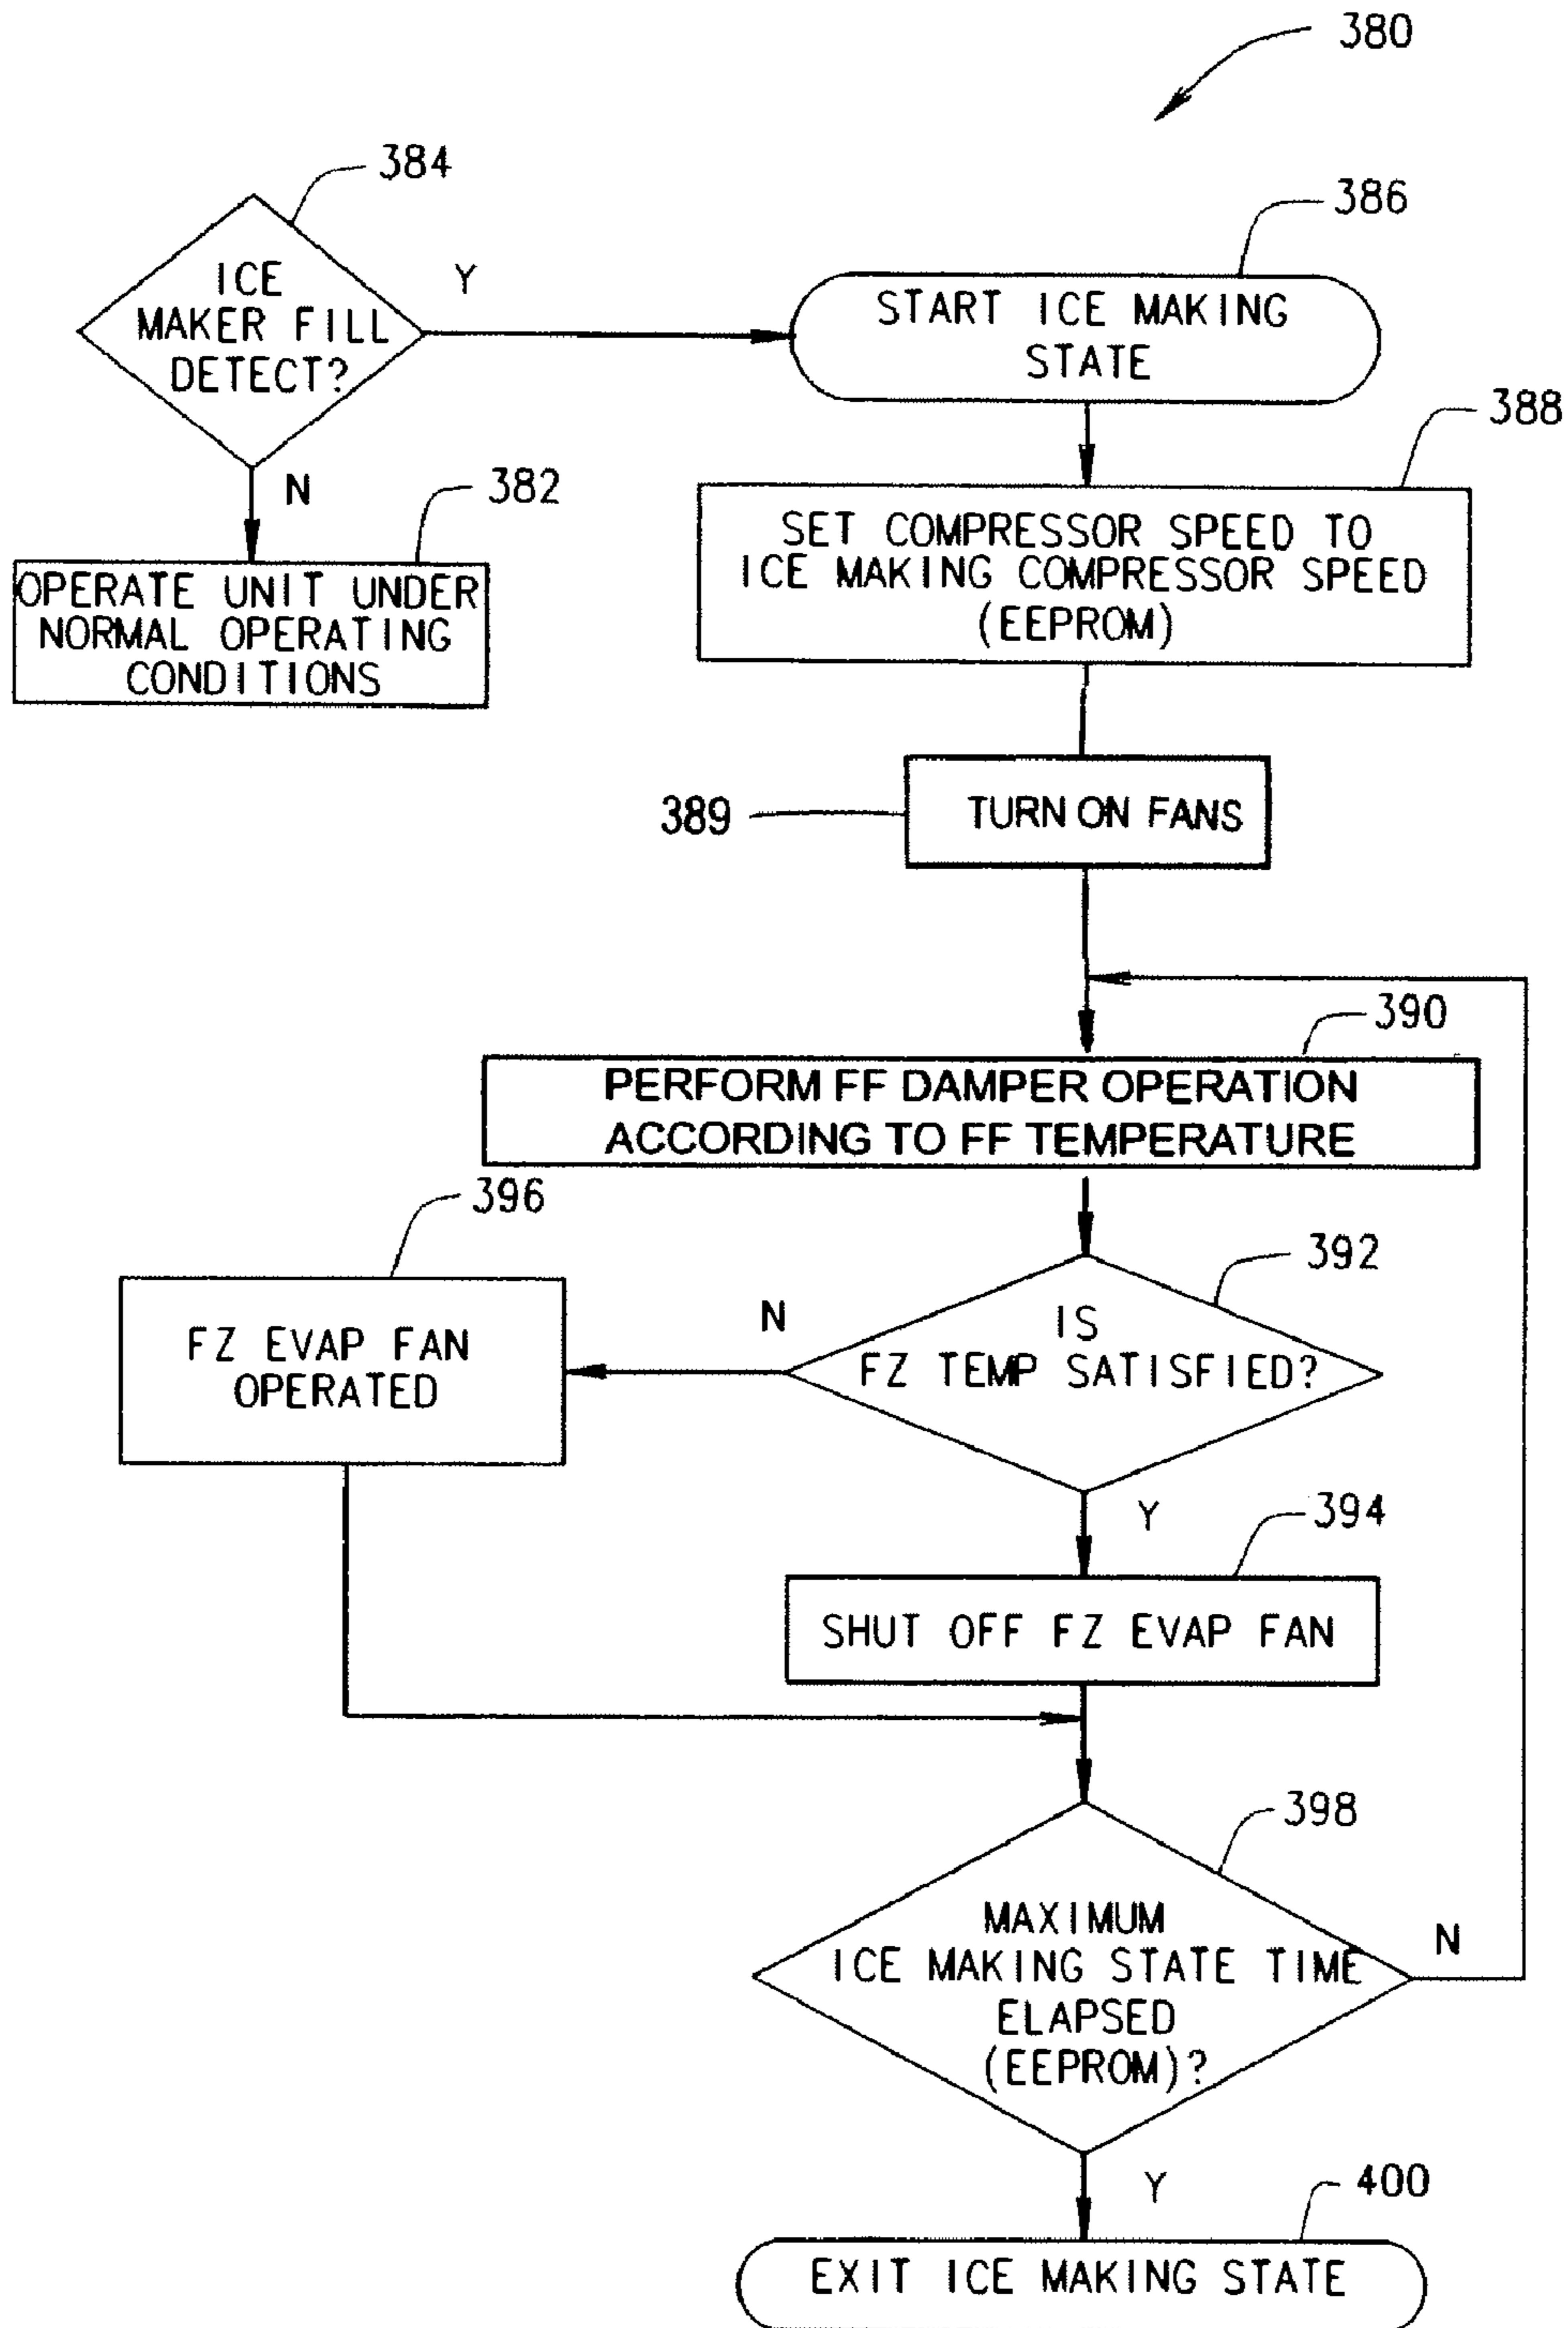 380
384
ICE
MAKER FILL
DETECT?
Y
386
START ICE MAKING
STATE
N
382
OPERATE UNIT UNDER
NORMAL OPERATING
CONDITIONS
388
SET COMPRESSOR SPEED TO
ICE MAKING COMPRESSOR SPEED
(EEPROM)
389
TURN ON FANS
390
PERFORM FF DAMPER OPERATION
ACCORDING TO FF TEMPERATURE
392
IS
FZ TEMP SATISFIED?
N
396
FZ EVAP FAN
OPERATED
Y
394
SHUT OFF FZ EVAP FAN
398
MAXIMUM
ICE MAKING STATE TIME
ELAPSED
(EEPROM)?
N
Y
400
EXIT ICE MAKING STATE